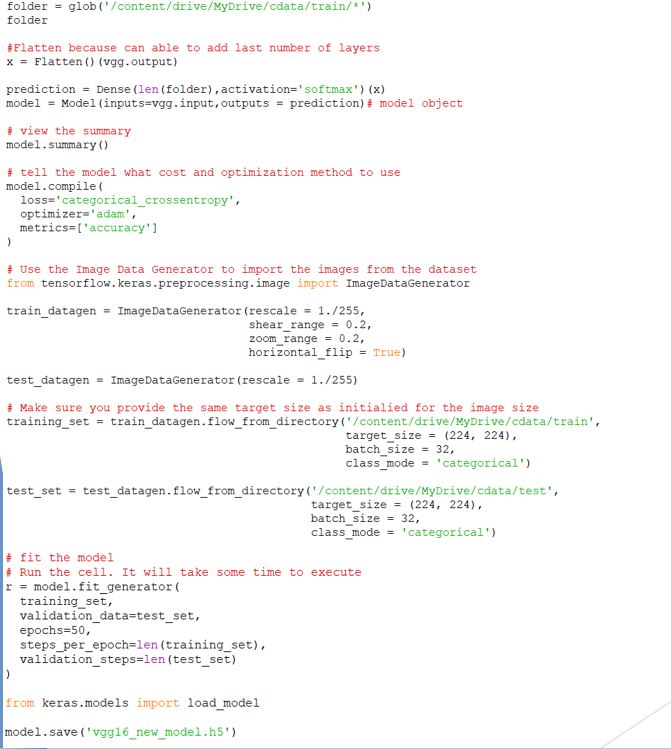 folder = glob('/content/drive/MyDrive/cdata/train/*')
folder
#Flatten because can able to add last number of layers
x = Flatten()(vgg.output)
prediction = Dense(len(folder),activation='softmax')(x)
model = Model(inputs=vgg.input,outputs = prediction)# model object
# view the summary
model.summary()
# tell the model what cost and optimization method to use
model.compile(
  loss='categorical_crossentropy',
  optimizer='adam',
  metrics=['accuracy']
)
# Use the Image Data Generator to import the images from the dataset
from tensorflow.keras.preprocessing.image import ImageDataGenerator
train_datagen = ImageDataGenerator(rescale = 1./255,
                                   shear_range = 0.2,
                                   zoom_range = 0.2,
                                   horizontal_flip = True)
test_datagen = ImageDataGenerator(rescale = 1./255)
# Make sure you provide the same target size as initialied for the image size
training_set = train_datagen.flow_from_directory('/content/drive/MyDrive/cdata/train',
                                                 target_size = (224, 224),
                                                 batch_size = 32,
                                                 class_mode = 'categorical')
test_set = test_datagen.flow_from_directory('/content/drive/MyDrive/cdata/test',
                                            target_size = (224, 224),
                                            batch_size = 32,
                                            class_mode = 'categorical')
# fit the model
# Run the cell. It will take some time to execute
r = model.fit_generator(
  training_set,
  validation_data=test_set,
  epochs=50,
  steps_per_epoch=len(training_set),
  validation_steps=len(test_set)
)
from keras.models import load_model
model.save('vgg16_new_model.h5')